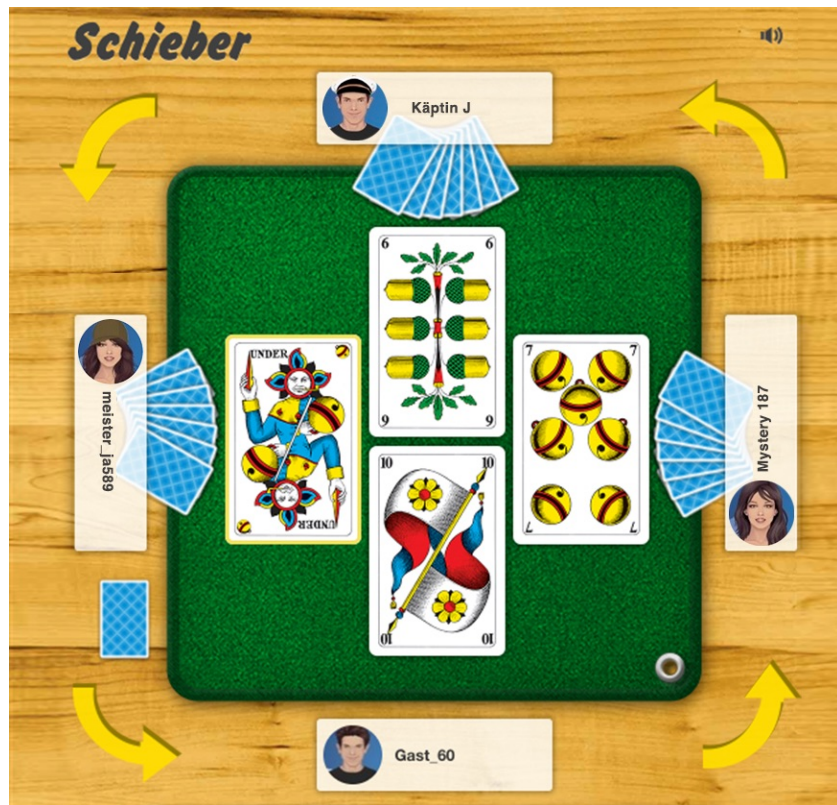 Schieber
Käptin J
6 6
6 6
UNDER
UNDER
7 7
7 7
meister_ja589
Mystery 187
10 10
10 10
Gast_60